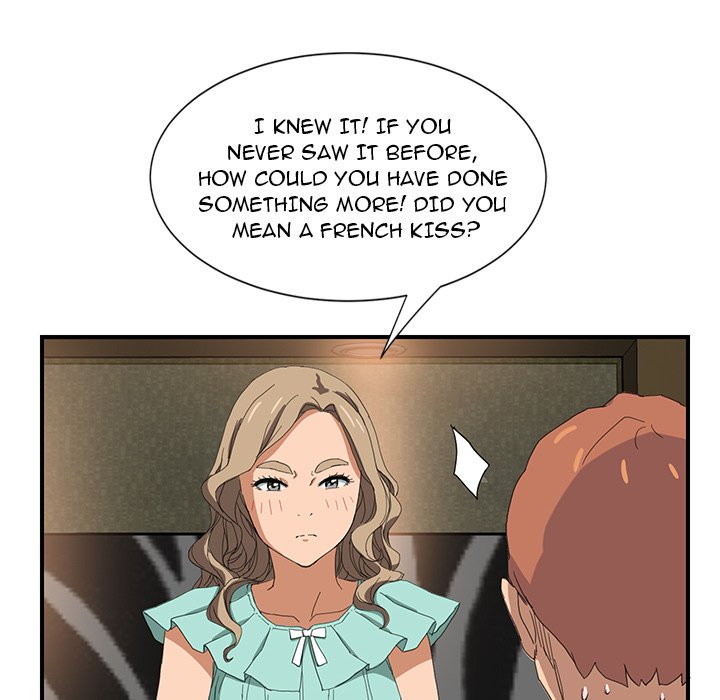 I KNEW IT! IF YOU
NEVER SAW IT BEFORE,
HOW COULD YOU HAVE DONE
SOMETHING MORE! DID YOU
MEAN A FRENCH KISS?